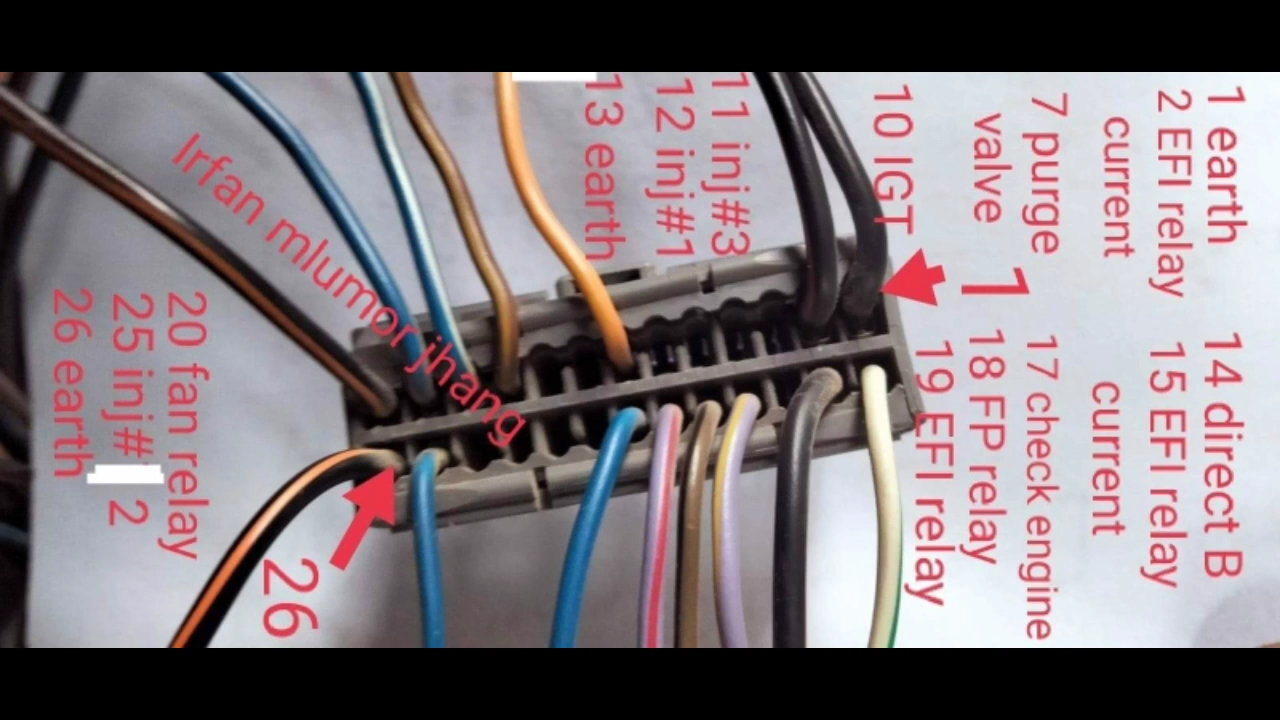 1 earth
2 EFI relay
current
7 purge
valve
10 IGT
11 inj#3
12 inj#1
13 earth
14 direct B
15 EFI relay
current
17 check engine
18 FP relay
19 EFI relay
20 fan relay
25 inj# 2
26 earth
1
26
Irfan mlumor jhang